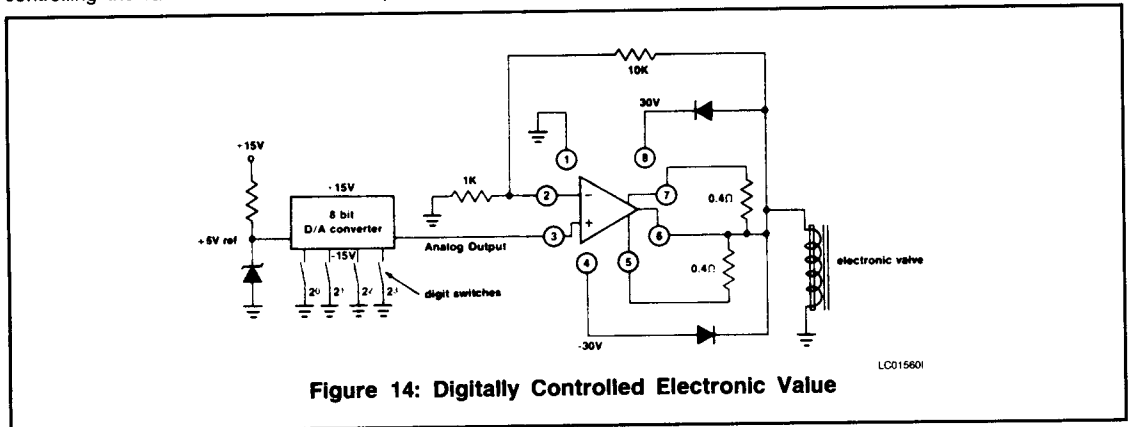 10K
30V
1
8
+15V
1K
2
-
7
-15V
8 bit
D/A converter
0.4Ω
+5V ref
3
+
6
Analog Output
-15V
4
5
electronic valve
0.4Ω
2⁰ 2¹ 2² 2³
digit switches
-30V
LC01560I
Figure 14: Digitally Controlled Electronic Value